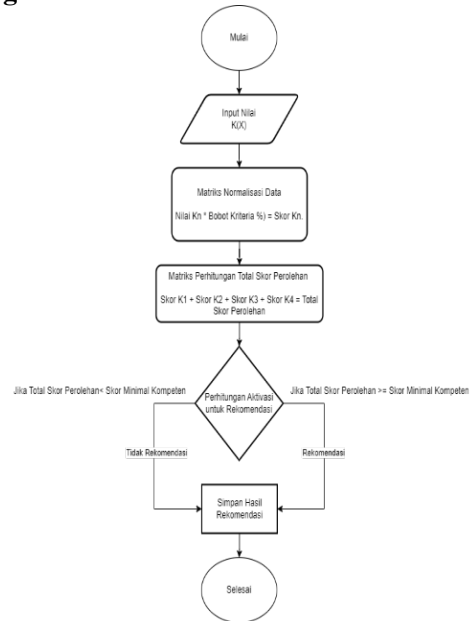 g
Mulai
Input Nilai
K(X)
Matriks Normalisasi Data
Nilai Kn * Bobot Kriteria %) = Skor Kn.
Matriks Perhitungan Total Skor Perolehan
Skor K1 + Skor K2 + Skor K3 + Skor K4 = Total
Skor Perolehan
Jika Total Skor Perolehan< Skor Minimal Kompeten
Jika Total Skor Perolehan >= Skor Minimal Kompeten
Perhitungan Aktivasi
untuk Rekomendasi
Tidak Rekomendasi
Rekomendasi
Simpan Hasil
Rekomendasi
Selesai